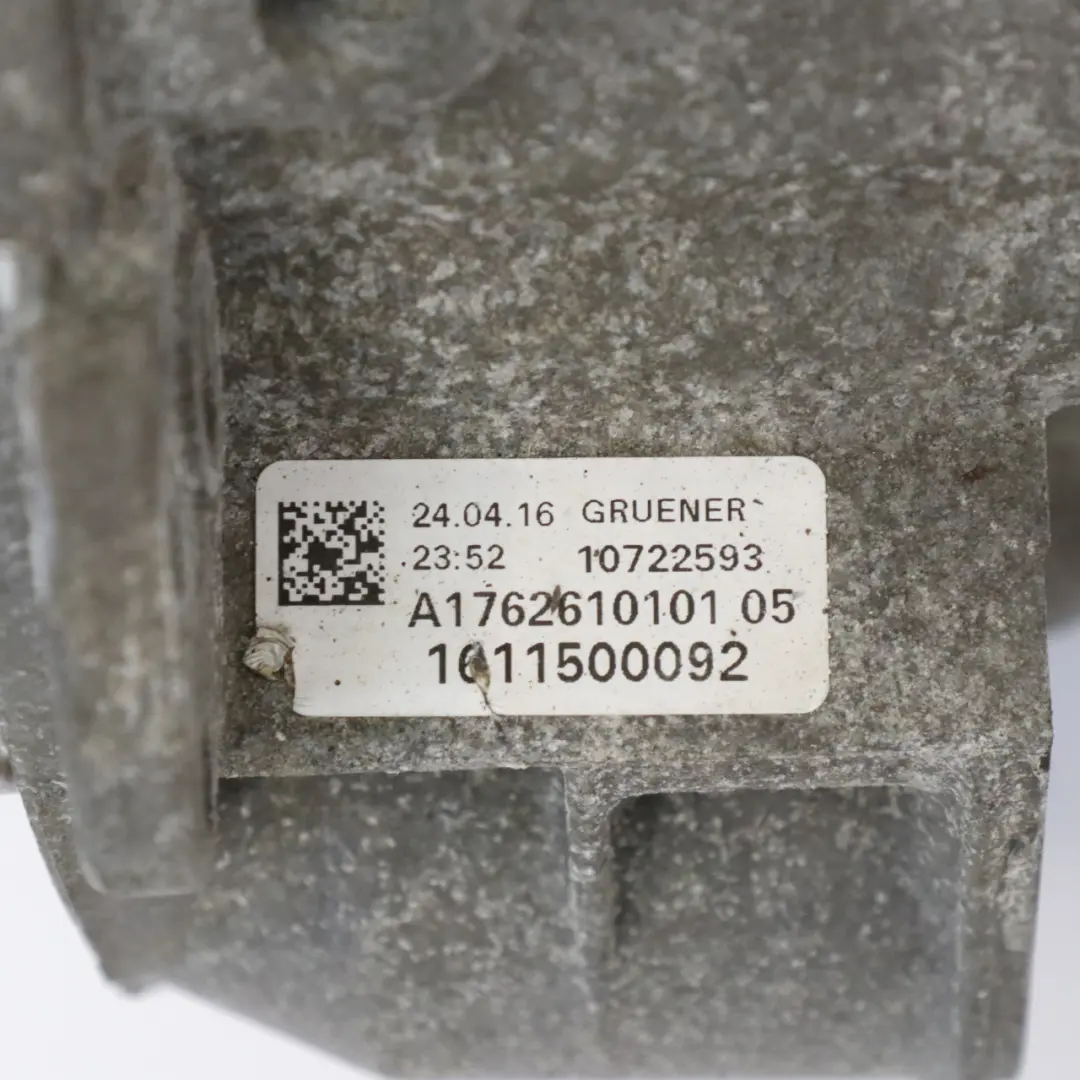 24.04.16 GRUENER
23:52 10722593
A1762610101 05
1611500092